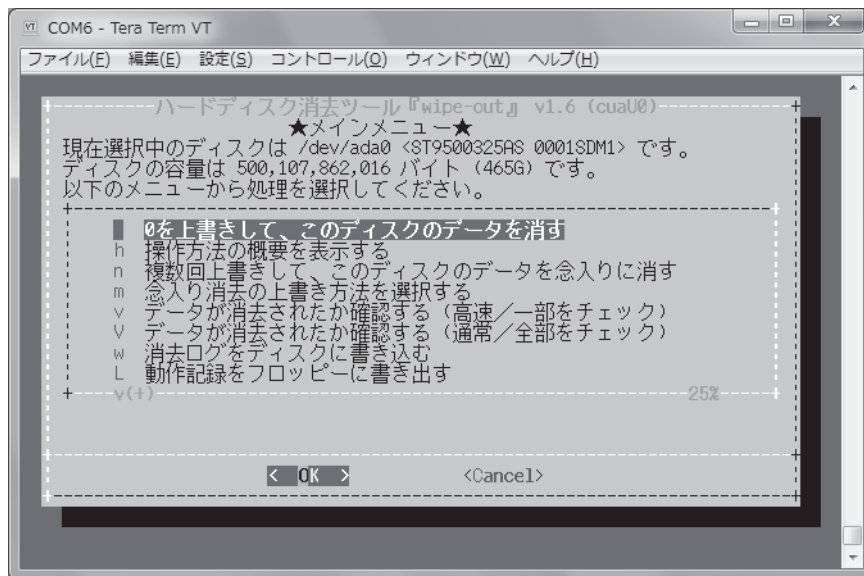 COM6 - Tera Term VT
ファイル(F) 編集(E) 設定(S) コントロール(O) ウィンドウ(W) ヘルプ(H)
ハードディスク消去ツール『wipe-out』 v1.6 (cuaU0)
★メインメニュー★
現在選択中のディスクは /dev/ada0 <ST9500325AS 0001SDM1> です。
ディスクの容量は 500,107,862,016 バイト (465G) です。
以下のメニューから処理を選択してください。
0を上書きして、このディスクのデータを消す
h 操作方法の概要を表示する
n 複数回上書きして、このディスクのデータを念入りに消す
m 念入り消去の上書き方法を選択する
v データが消去されたか確認する（高速／一部をチェック）
V データが消去されたか確認する（通常／全部をチェック）
w 消去ログをディスクに書き込む
L 動作記録をフロッピーに書き出す
v(+) 25%
< OK > <Cancel>